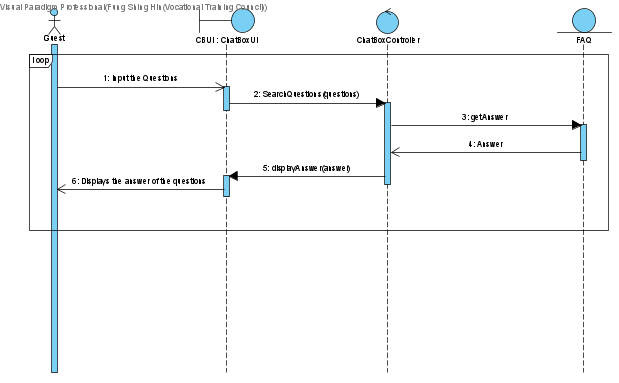 Visual Paradigm Professional(Fung Shing Hin(Vocational Training Council))
Guest
CBUI : ChatBoxUI
ChatBoxController
FAQ
loop
1: Input the Questions
2: SearchQuestions(questions)
3: getAnswer
4: Answer
5: displayAnswer(answer)
6: Displays the answer of the questions